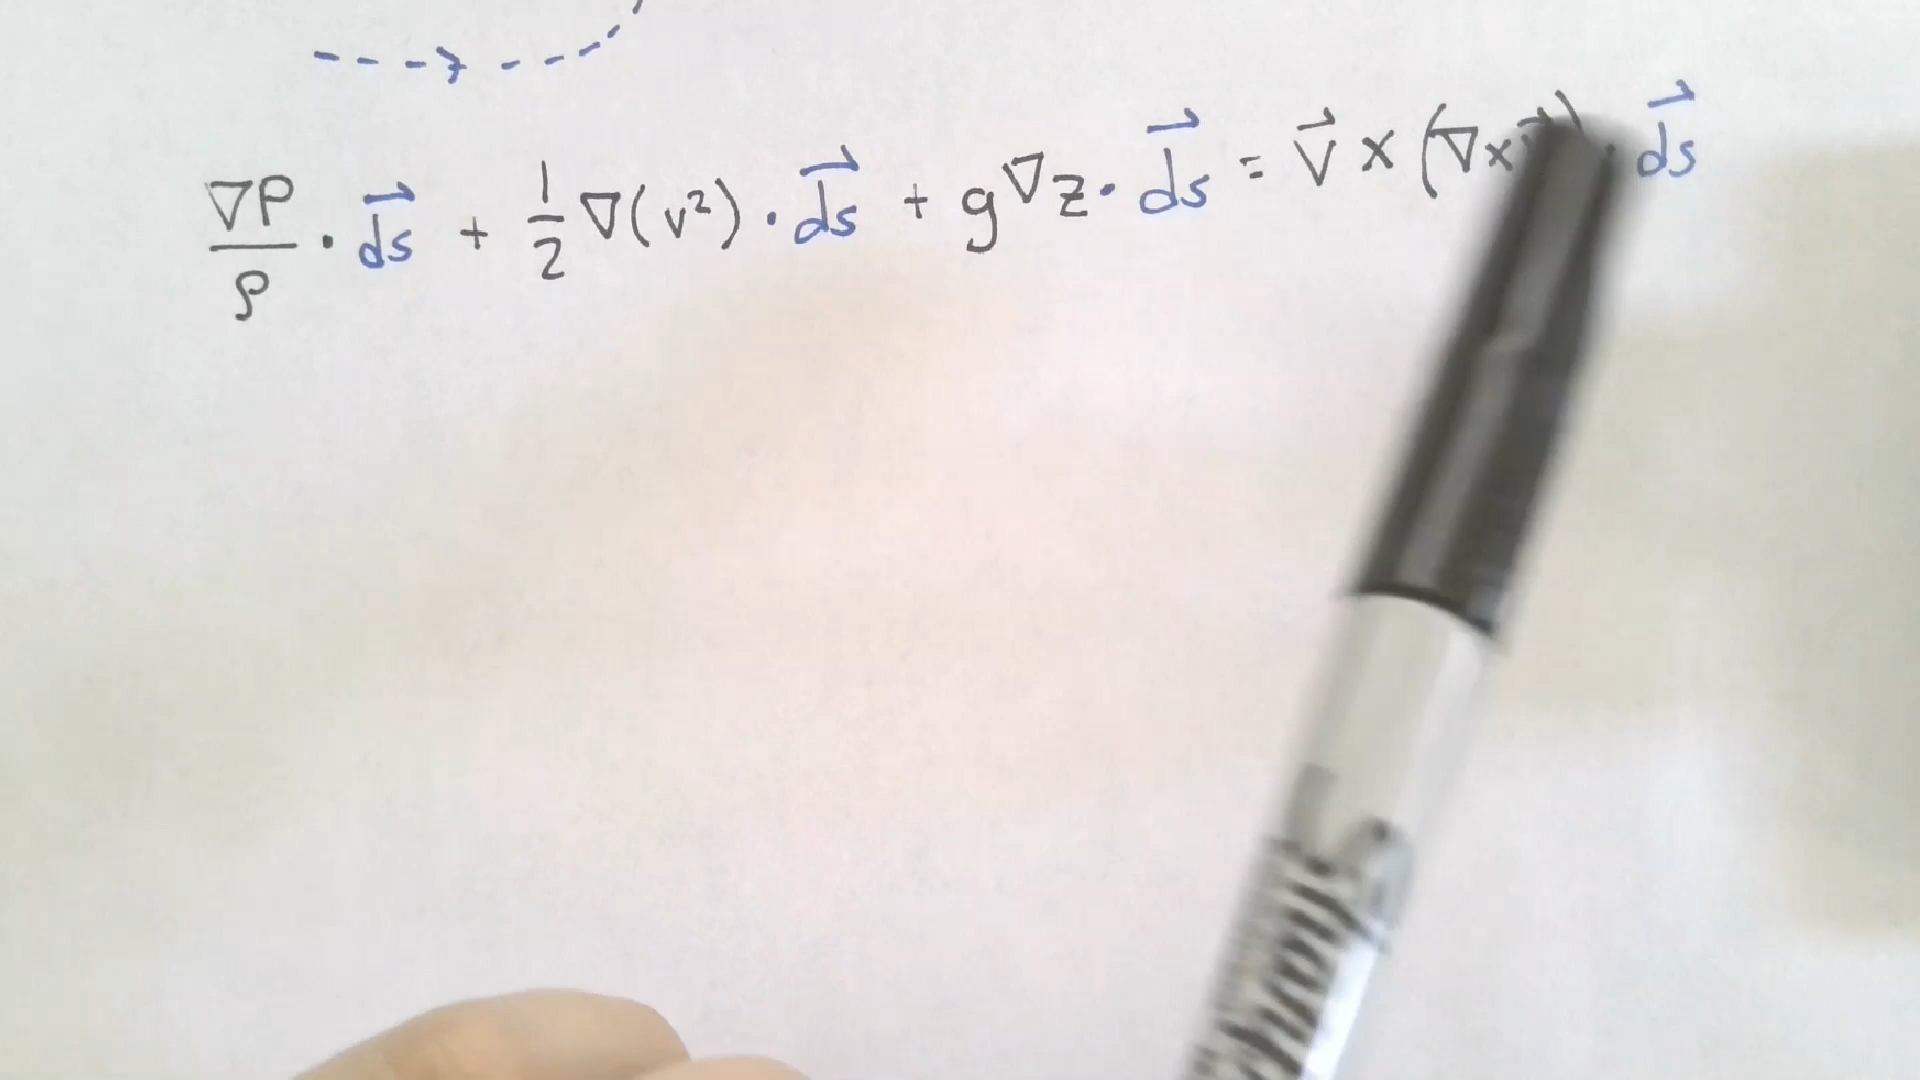 ∇P/ρ · d⃗s + 1/2 ∇(v²) · d⃗s + g∇z · d⃗s = V⃗ × (∇×) · d⃗s